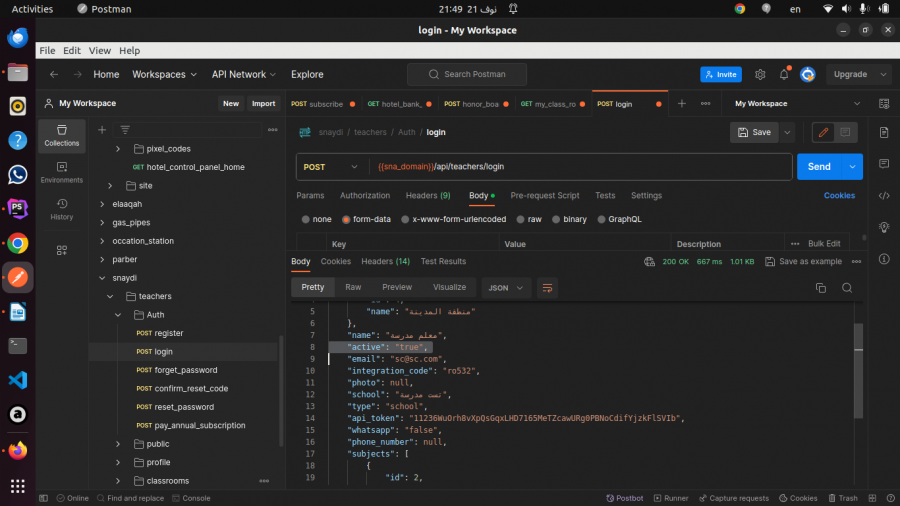 Activities
Postman
21:49 21 نوف
en
login - My Workspace
File Edit View Help
Home Workspaces API Network Explore
Search Postman
Invite
Upgrade
My Workspace
New Import
subscribe
GET hotel_bank_
POST honor_boa
GET my_class_ro
POST login
My Workspace
Collections
Environments
History
pixel_codes
GET hotel_control_panel_home
site
elaaqah
gas_pipes
occation_station
parber
snaydi
teachers
Auth
POST register
POST login
POST forget_password
POST confirm_reset_code
POST reset_password
POST pay_annual_subscription
public
profile
classrooms
snaydi / teachers / Auth / login
Save
POST
{{sna_domain}}/api/teachers/login
Send
Params Authorization Headers (9) Body Pre-request Script Tests Settings Cookies
none form-data x-www-form-urlencoded raw binary GraphQL
Key Value Description Bulk Edit
Body Cookies Headers (14) Test Results
200 OK 667 ms 1.01 KB Save as example
Pretty Raw Preview Visualize JSON
5 "name": "منطقة المدينة"
6 },
7 "name": "معلم مدرسة",
8 "active": "true",
9 "email": "sc@sc.com",
10 "integration_code": "ro532",
11 "photo": null,
12 "school": "تست مدرسة",
13 "type": "school",
14 "api_token": "11236WuOrh8vXpQsGqxLHD7165MeTZcawURg0PBNoCdifYjzkFlSVIb",
15 "whatsapp": "false",
16 "phone_number": null,
17 "subjects": [
18 {
19 "id": 2,
Online Find and replace Console
Postbot Runner Capture requests Cookies Trash